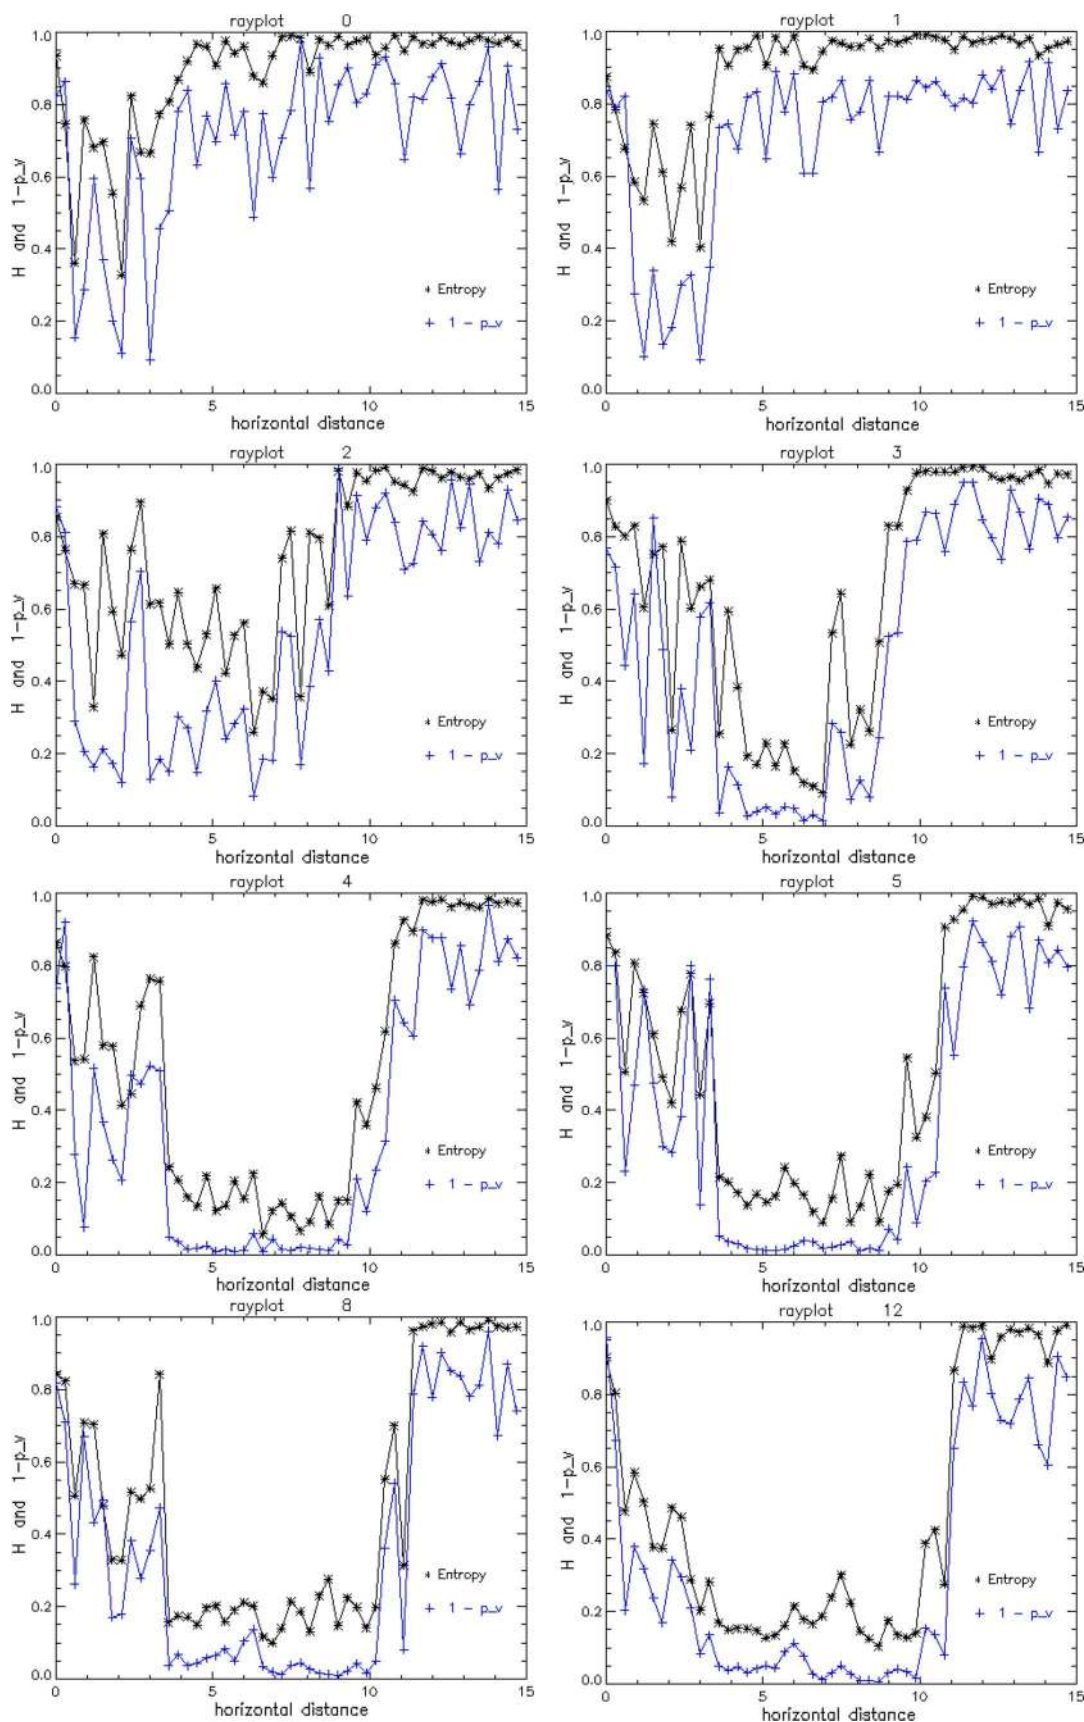 rayplot 0
1.0
0.8
0.6
0.4
0.2
0.0
H and 1-p_v
* Entropy
+ 1 - p_v
0 5 10 15
horizontal distance
rayplot 1
1.0
0.8
0.6
0.4
0.2
0.0
H and 1-p_v
* Entropy
+ 1 - p_v
0 5 10 15
horizontal distance
rayplot 2
1.0
0.8
0.6
0.4
0.2
0.0
H and 1-p_v
* Entropy
+ 1 - p_v
0 5 10 15
horizontal distance
rayplot 3
1.0
0.8
0.6
0.4
0.2
0.0
H and 1-p_v
* Entropy
+ 1 - p_v
0 5 10 15
horizontal distance
rayplot 4
1.0
0.8
0.6
0.4
0.2
0.0
H and 1-p_v
* Entropy
+ 1 - p_v
0 5 10 15
horizontal distance
rayplot 5
1.0
0.8
0.6
0.4
0.2
0.0
H and 1-p_v
* Entropy
+ 1 - p_v
0 5 10 15
horizontal distance
rayplot 8
1.0
0.8
0.6
0.4
0.2
0.0
H and 1-p_v
* Entropy
+ 1 - p_v
0 5 10 15
horizontal distance
rayplot 12
1.0
0.8
0.6
0.4
0.2
0.0
H and 1-p_v
* Entropy
+ 1 - p_v
0 5 10 15
horizontal distance